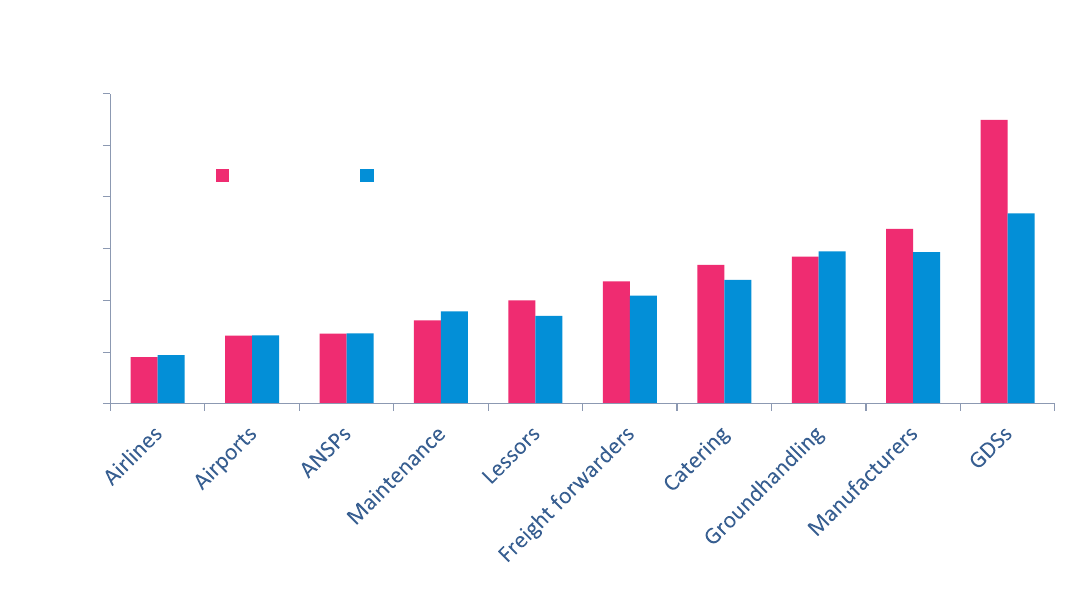 Airlines
Airports
ANSPs
Maintenance
Lessors
Freight forwarders
Catering
Groundhandling
Manufacturers
GDSs